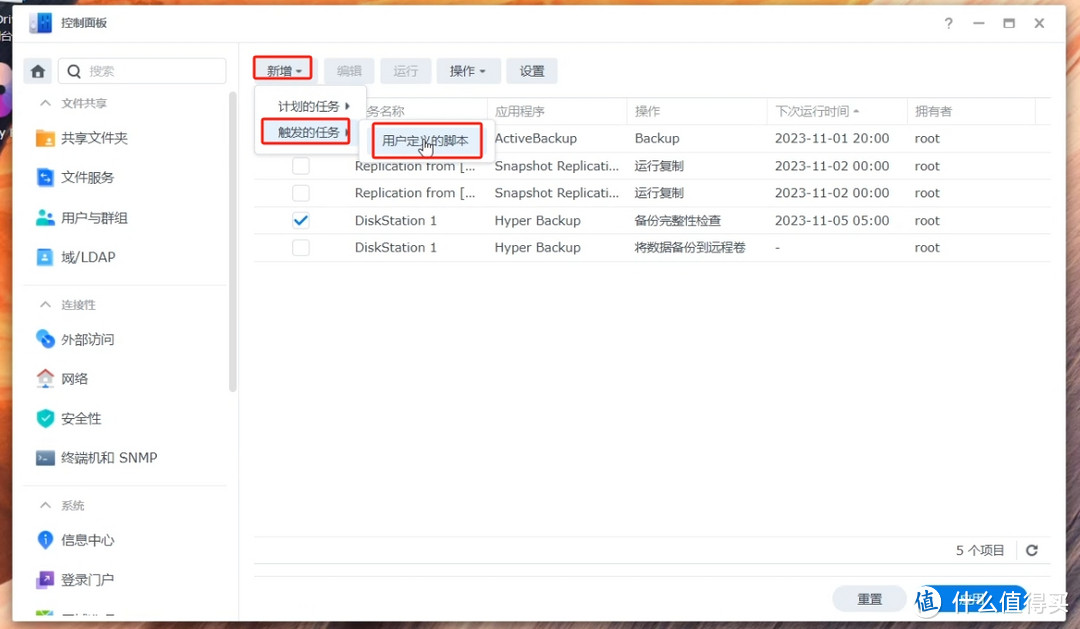 控制面板
搜索
文件共享
共享文件夹
文件服务
用户与群组
域/LDAP
连接性
外部访问
网络
安全性
终端机和 SNMP
系统
信息中心
登录门户
新增 编辑 运行 操作 设置
计划的任务
触发的任务
用户定义的脚本
务名称 应用程序 操作 下次运行时间 拥有者
ActiveBackup Backup 2023-11-01 20:00 root
Replication from [... Snapshot Replicati... 运行复制 2023-11-02 00:00 root
Replication from [... Snapshot Replicati... 运行复制 2023-11-02 00:00 root
DiskStation 1 Hyper Backup 备份完整性检查 2023-11-05 05:00 root
DiskStation 1 Hyper Backup 将数据备份到远程卷 - root
5 个项目
重置
值 什么值得买